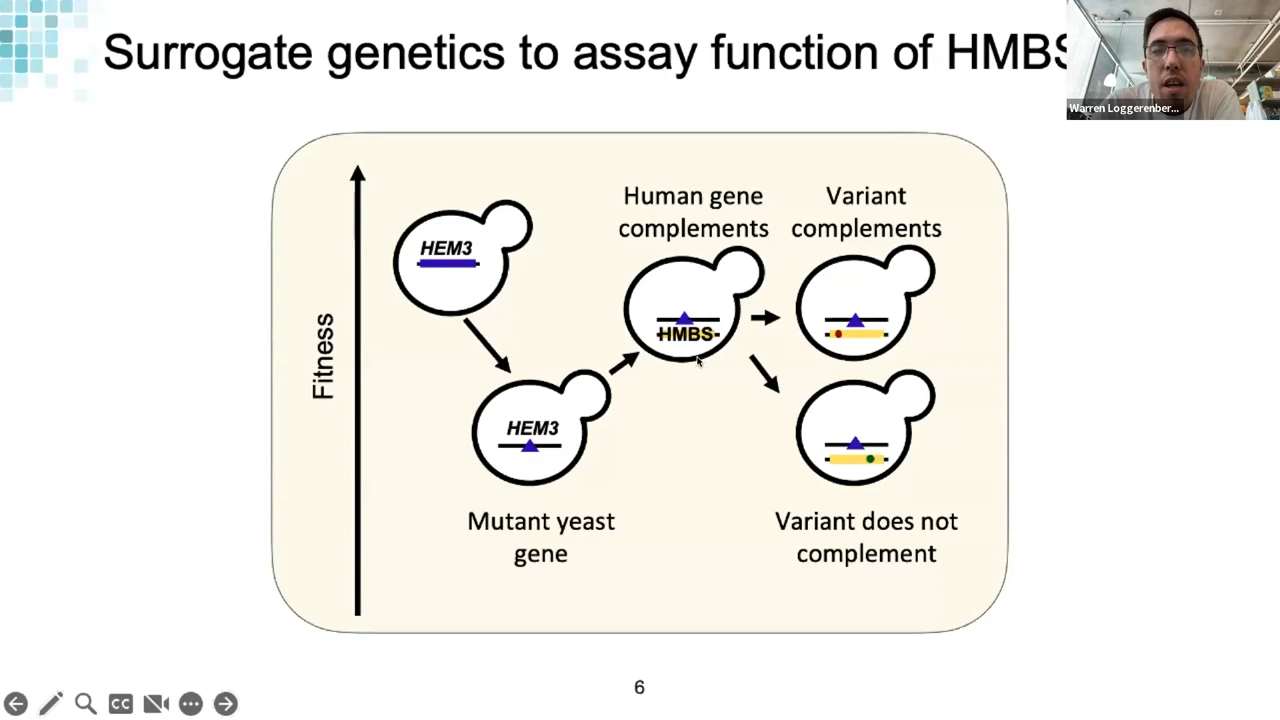 Surrogate genetics to assay function of HMBS
Warren Loggerenber...
Human gene
complements
Variant
complements
HEM3
HMBS
Fitness
HEM3
Mutant yeast
gene
Variant does not
complement
6
CC